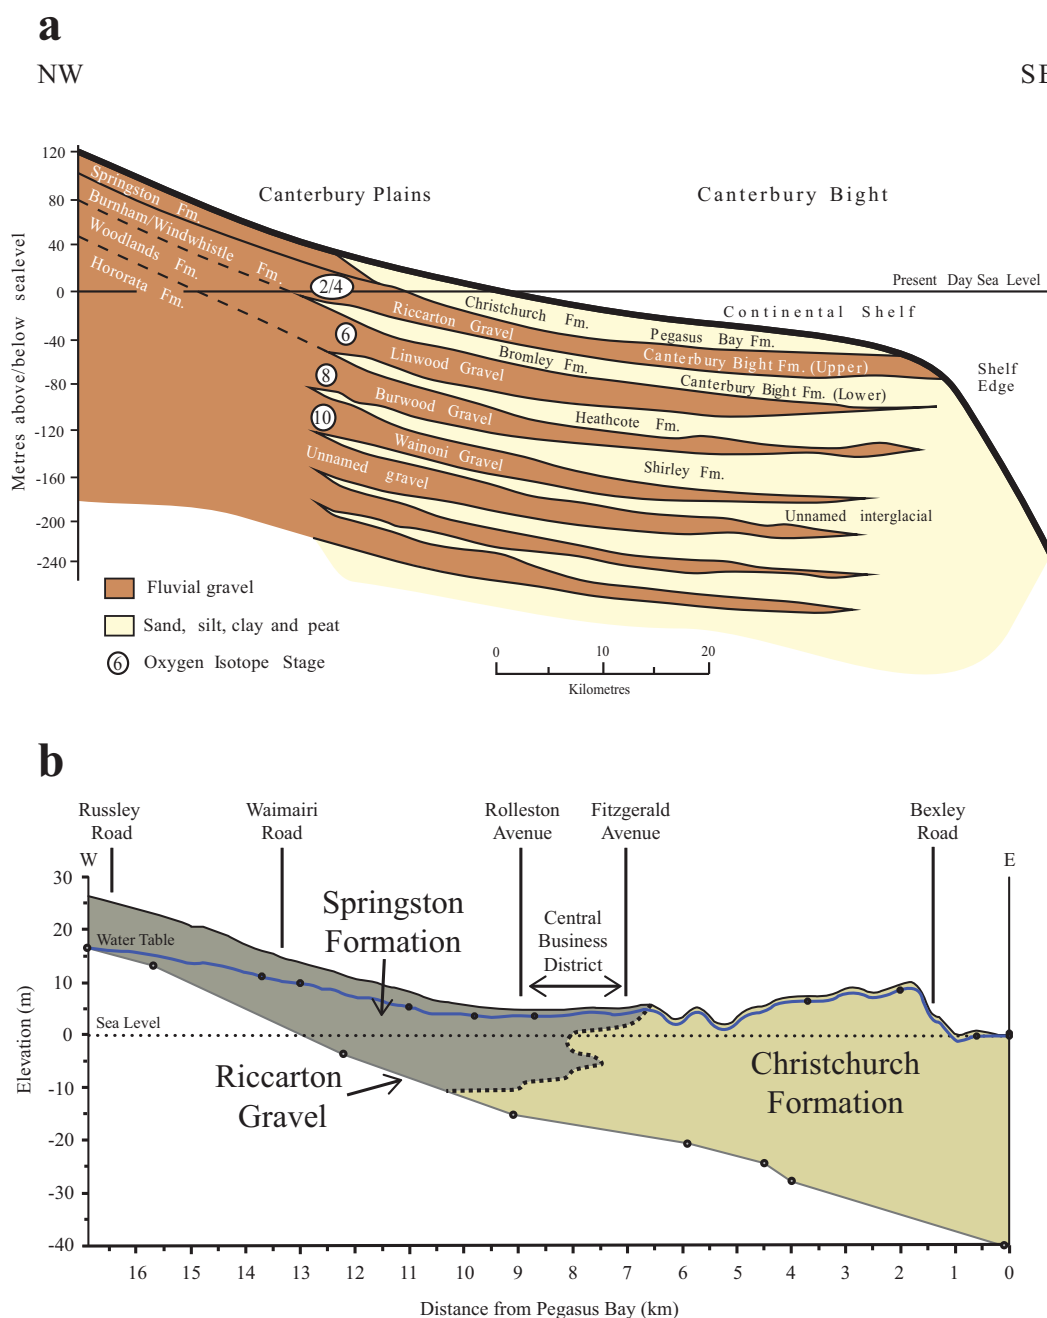 a
NW
SE
Metres above/below sealevel
120
80
40
0
-40
-80
-120
-160
-200
-240
Canterbury Plains
Canterbury Bight
Springston Fm.
Burnham/Windwhistle Fm.
Woodlands Fm.
Hororata Fm.
2/4
6
8
10
Present Day Sea Level
Continental Shelf
Shelf
Edge
Christchurch Fm.
Pegasus Bay Fm.
Riccarton Gravel
Canterbury Bight Fm. (Upper)
Bromley Fm.
Canterbury Bight Fm. (Lower)
Linwood Gravel
Heathcote Fm.
Burwood Gravel
Shirley Fm.
Wainoni Gravel
Unnamed interglacial
Unnamed gravel
Fluvial gravel
Sand, silt, clay and peat
6 Oxygen Isotope Stage
0 10 20
Kilometres
b
Russley
Road
Waimairi
Road
Rolleston
Avenue
Fitzgerald
Avenue
Bexley
Road
W
E
Elevation (m)
30
20
10
0
-10
-20
-30
-40
Springston
Formation
Central
Business
District
Water Table
Sea Level
Riccarton
Gravel
Christchurch
Formation
16 15 14 13 12 11 10 9 8 7 6 5 4 3 2 1 0
Distance from Pegasus Bay (km)